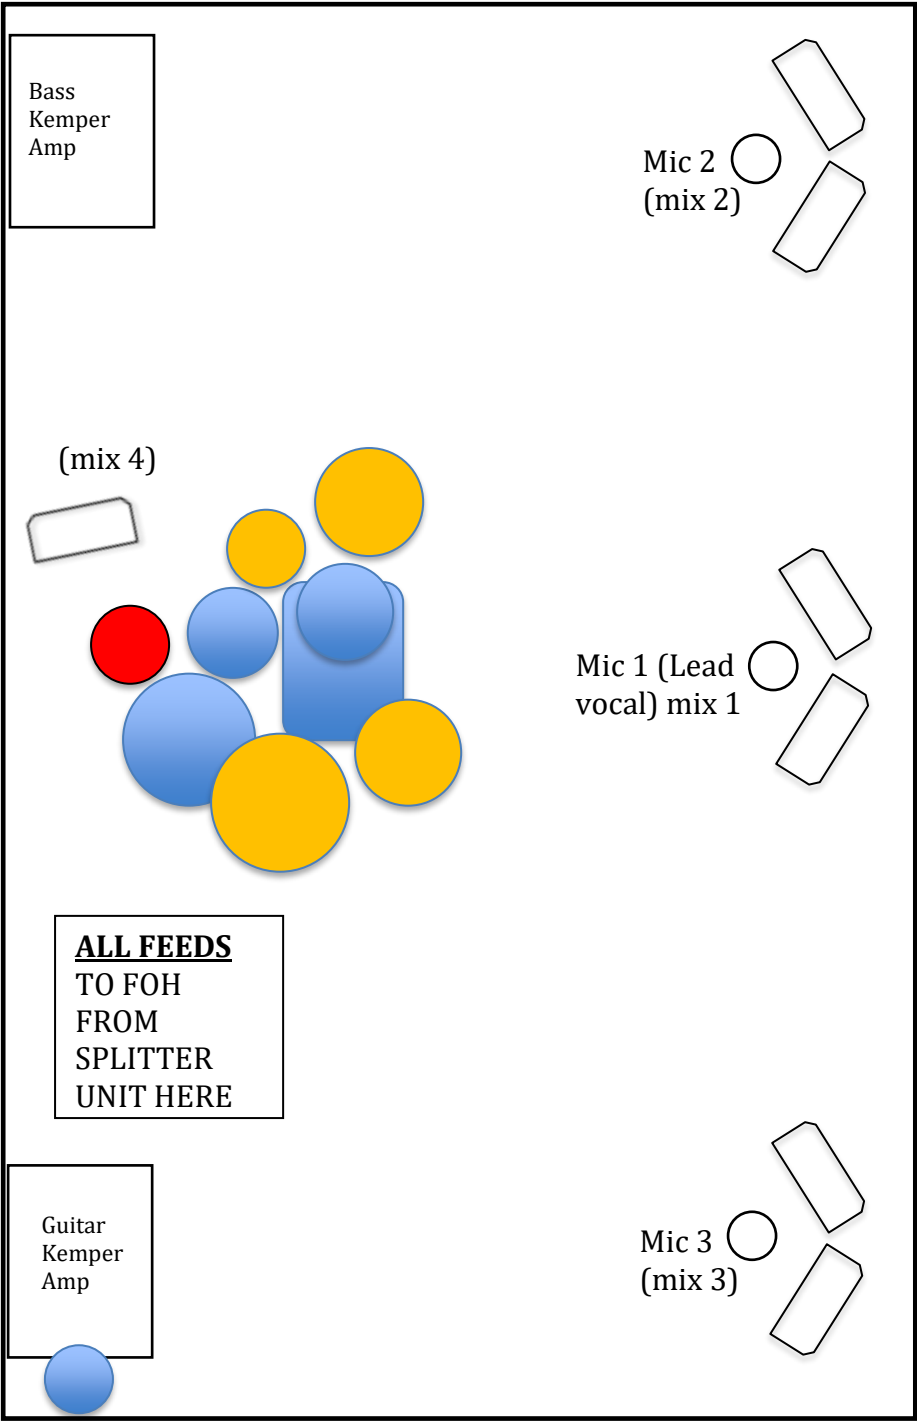 Bass
Kemper
Amp
Mic 2
(mix 2)
(mix 4)
Mic 1 (Lead
vocal) mix 1
ALL FEEDS
TO FOH
FROM
SPLITTER
UNIT HERE
Guitar
Kemper
Amp
Mic 3
(mix 3)